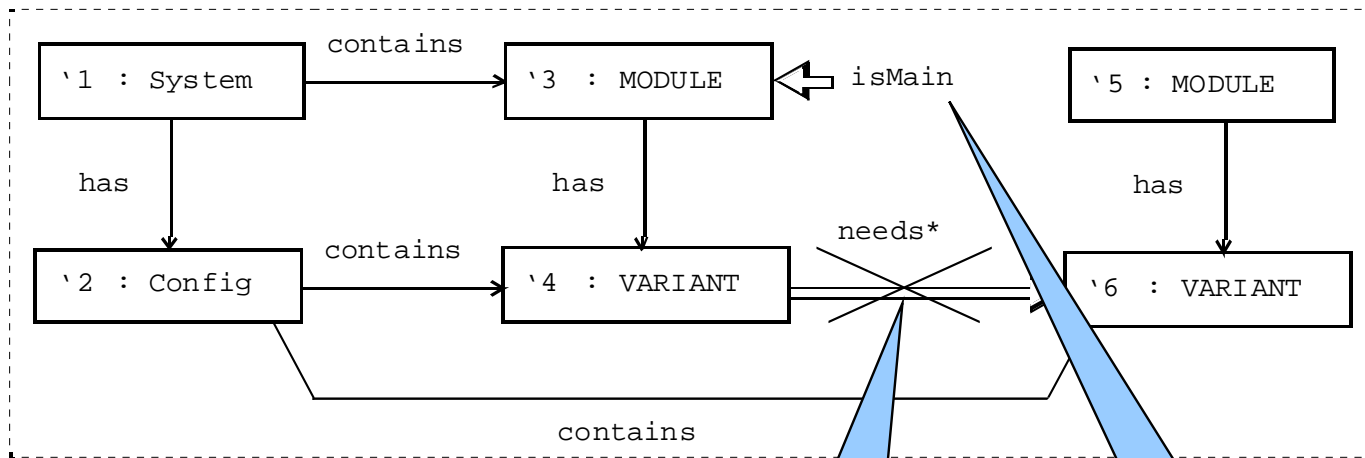 contains
‘1 : System
‘3 : MODULE
isMain
‘5 : MODULE
has
has
has
needs*
contains
‘2 : Config
‘4 : VARIANT
‘6 : VARIANT
contains